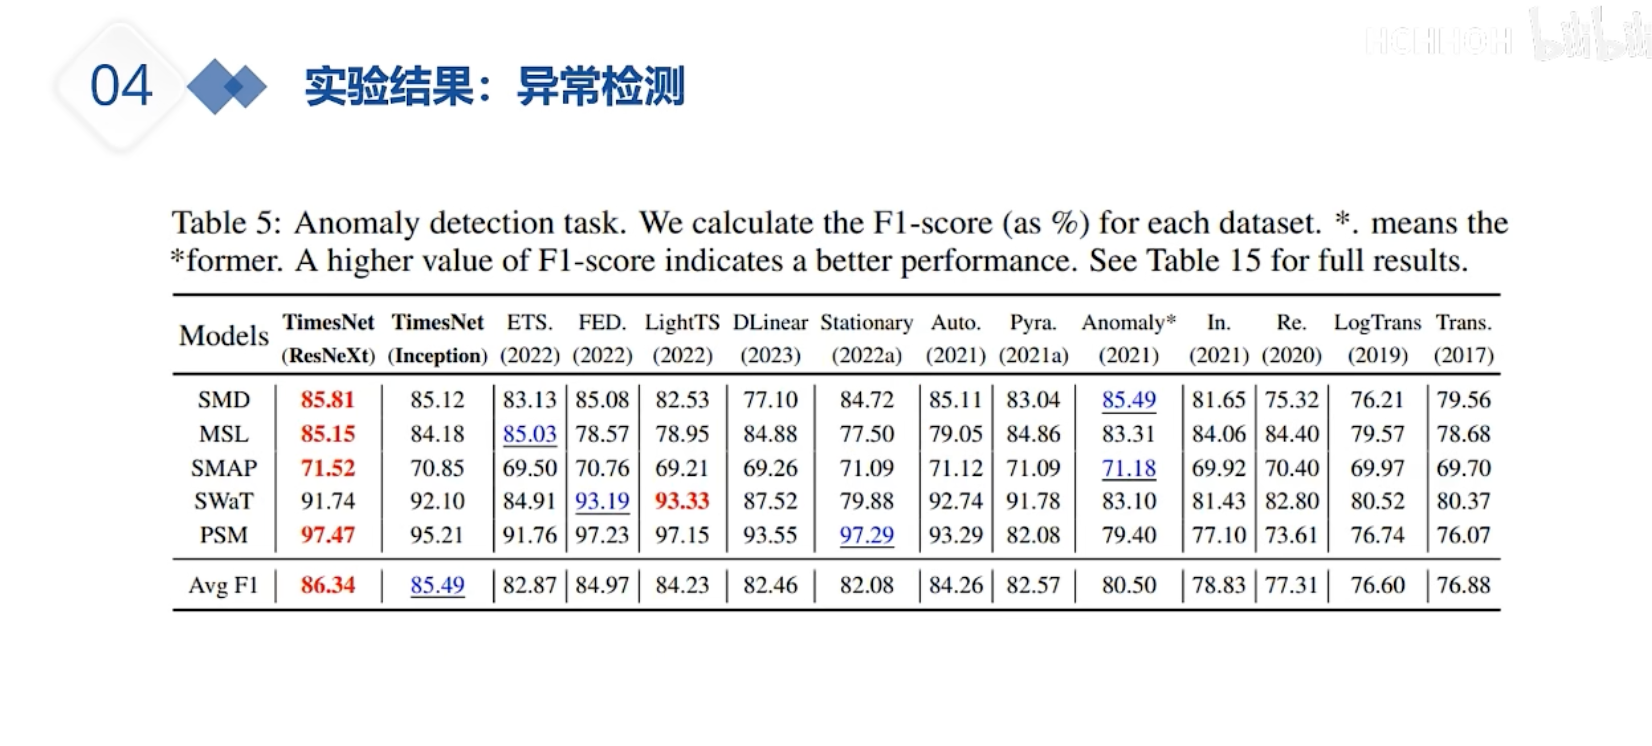 04
实验结果：异常检测
Table 5: Anomaly detection task. We calculate the F1-score (as %) for each dataset. *. means the
*former. A higher value of F1-score indicates a better performance. See Table 15 for full results.
Models TimesNet TimesNet ETS. FED. LightTS DLinear Stationary Auto. Pyra. Anomaly* In. Re. LogTrans Trans.
(ResNeXt) (Inception) (2022) (2022) (2022) (2023) (2022a) (2021) (2021a) (2021) (2021) (2020) (2019) (2017)
SMD 85.81 85.12 83.13 85.08 82.53 77.10 84.72 85.11 83.04 85.49 81.65 75.32 76.21 79.56
MSL 85.15 84.18 85.03 78.57 78.95 84.88 77.50 79.05 84.86 83.31 84.06 84.40 79.57 78.68
SMAP 71.52 70.85 69.50 70.76 69.21 69.26 71.09 71.12 71.09 71.18 69.92 70.40 69.97 69.70
SWaT 91.74 92.10 84.91 93.19 93.33 87.52 79.88 92.74 91.78 83.10 81.43 82.80 80.52 80.37
PSM 97.47 95.21 91.76 97.23 97.15 93.55 97.29 93.29 82.08 79.40 77.10 73.61 76.74 76.07
Avg F1 86.34 85.49 82.87 84.97 84.23 82.46 82.08 84.26 82.57 80.50 78.83 77.31 76.60 76.88